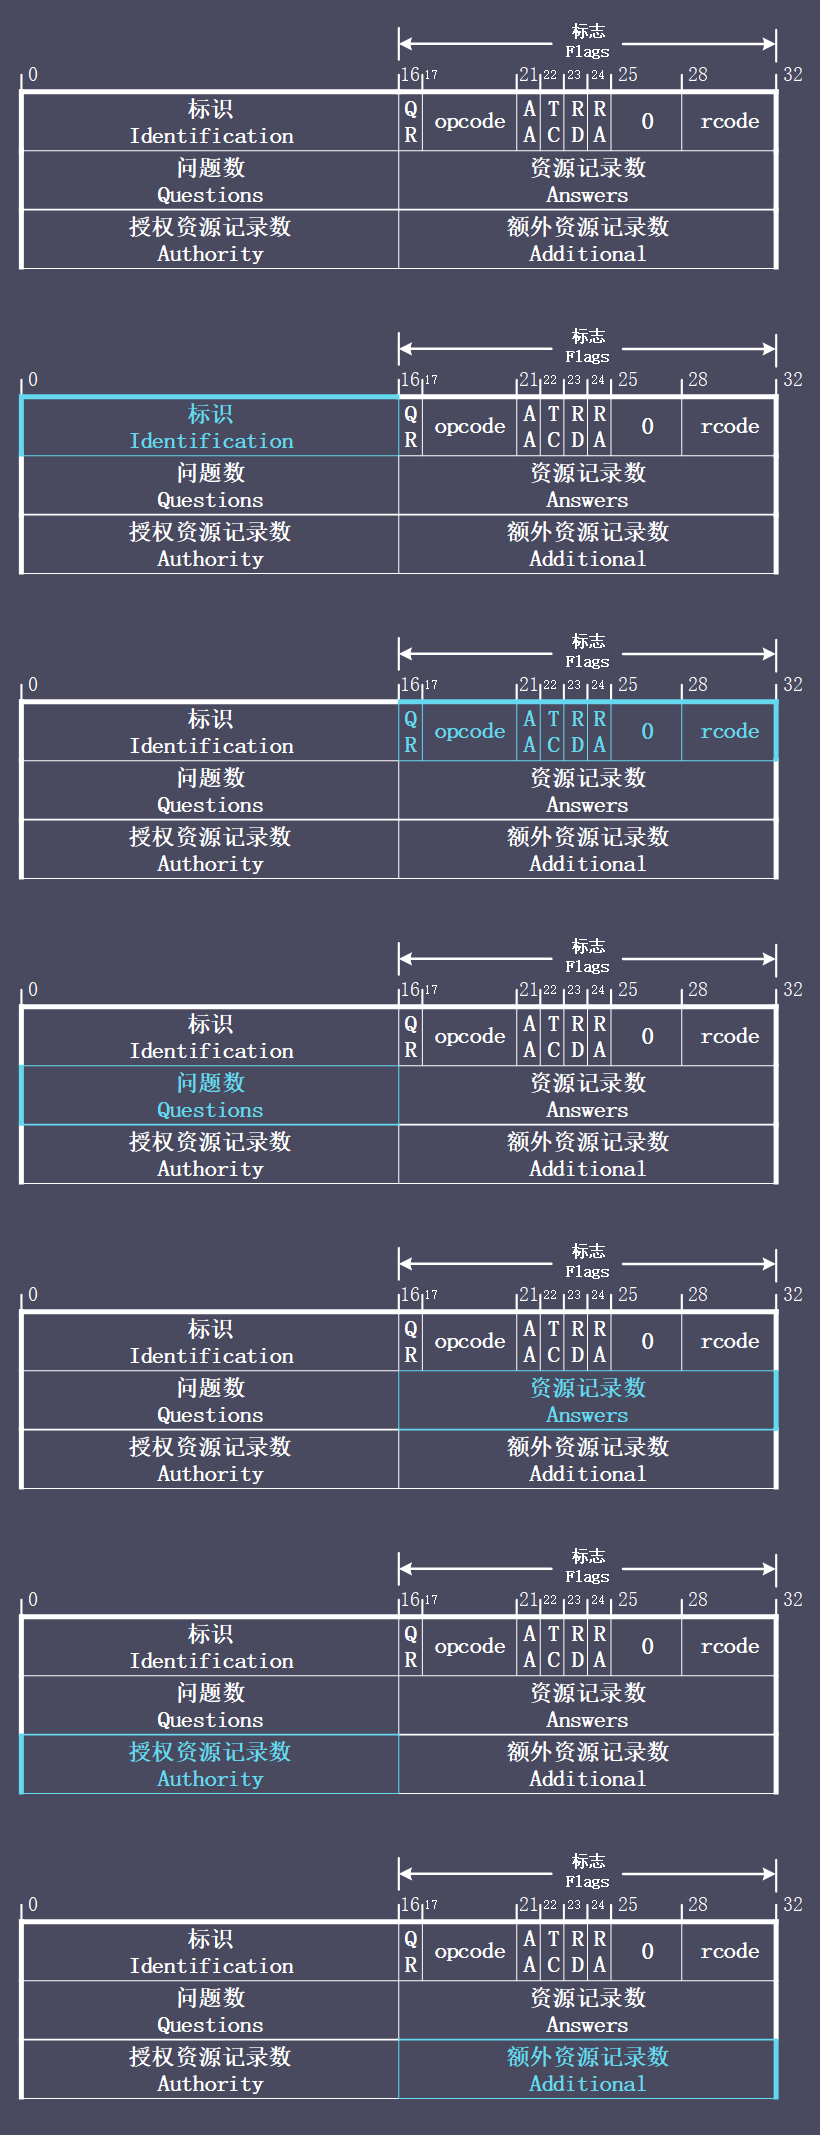 标志
Flags
0 16 17 21 22 23 24 25 28 32
标识 Q A T R R
opcode 0 rcode
Identification R A C D A
问题数 资源记录数
Questions Answers
授权资源记录数 额外资源记录数
Authority Additional
标志
Flags
0 16 17 21 22 23 24 25 28 32
标识 Q A T R R
opcode 0 rcode
Identification R A C D A
问题数 资源记录数
Questions Answers
授权资源记录数 额外资源记录数
Authority Additional
标志
Flags
0 16 17 21 22 23 24 25 28 32
标识 Q A T R R
opcode 0 rcode
Identification R A C D A
问题数 资源记录数
Questions Answers
授权资源记录数 额外资源记录数
Authority Additional
标志
Flags
0 16 17 21 22 23 24 25 28 32
标识 Q A T R R
opcode 0 rcode
Identification R A C D A
问题数 资源记录数
Questions Answers
授权资源记录数 额外资源记录数
Authority Additional
标志
Flags
0 16 17 21 22 23 24 25 28 32
标识 Q A T R R
opcode 0 rcode
Identification R A C D A
问题数 资源记录数
Questions Answers
授权资源记录数 额外资源记录数
Authority Additional
标志
Flags
0 16 17 21 22 23 24 25 28 32
标识 Q A T R R
opcode 0 rcode
Identification R A C D A
问题数 资源记录数
Questions Answers
授权资源记录数 额外资源记录数
Authority Additional
标志
Flags
0 16 17 21 22 23 24 25 28 32
标识 Q A T R R
opcode 0 rcode
Identification R A C D A
问题数 资源记录数
Questions Answers
授权资源记录数 额外资源记录数
Authority Additional